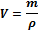 V = m/ρ